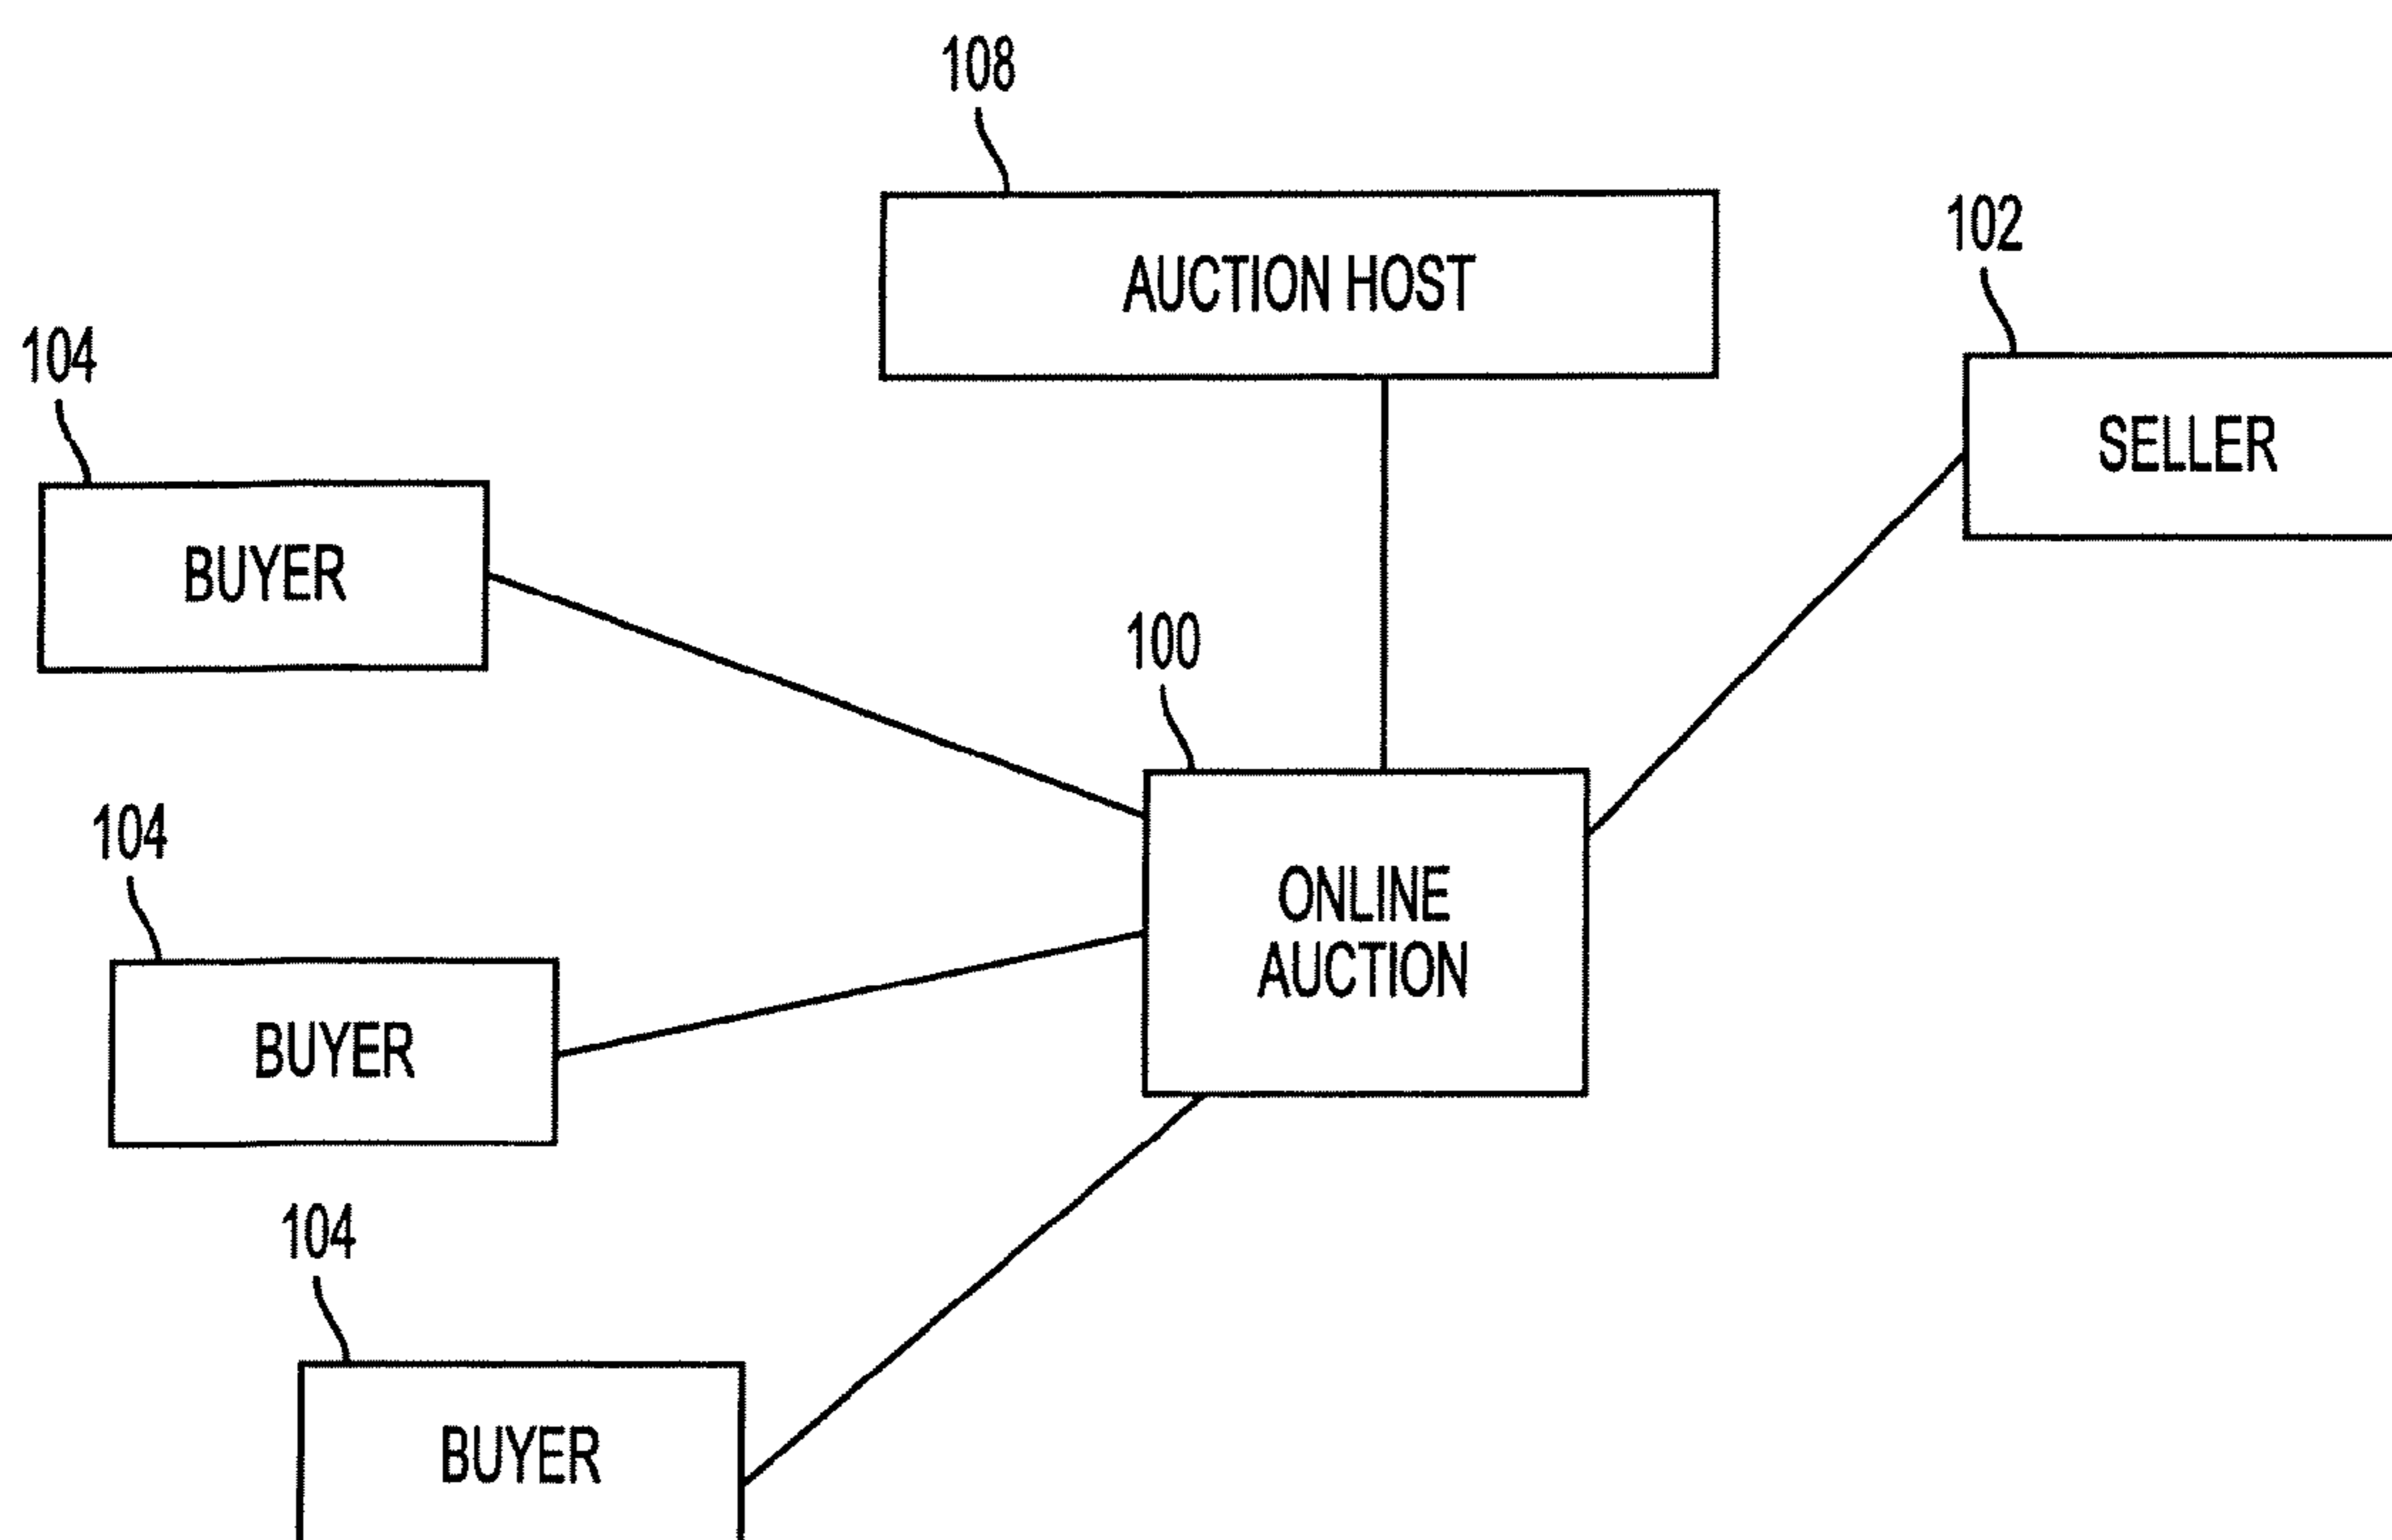 108
AUCTION HOST
102
SELLER
104
BUYER
100
ONLINE
AUCTION
104
BUYER
104
BUYER